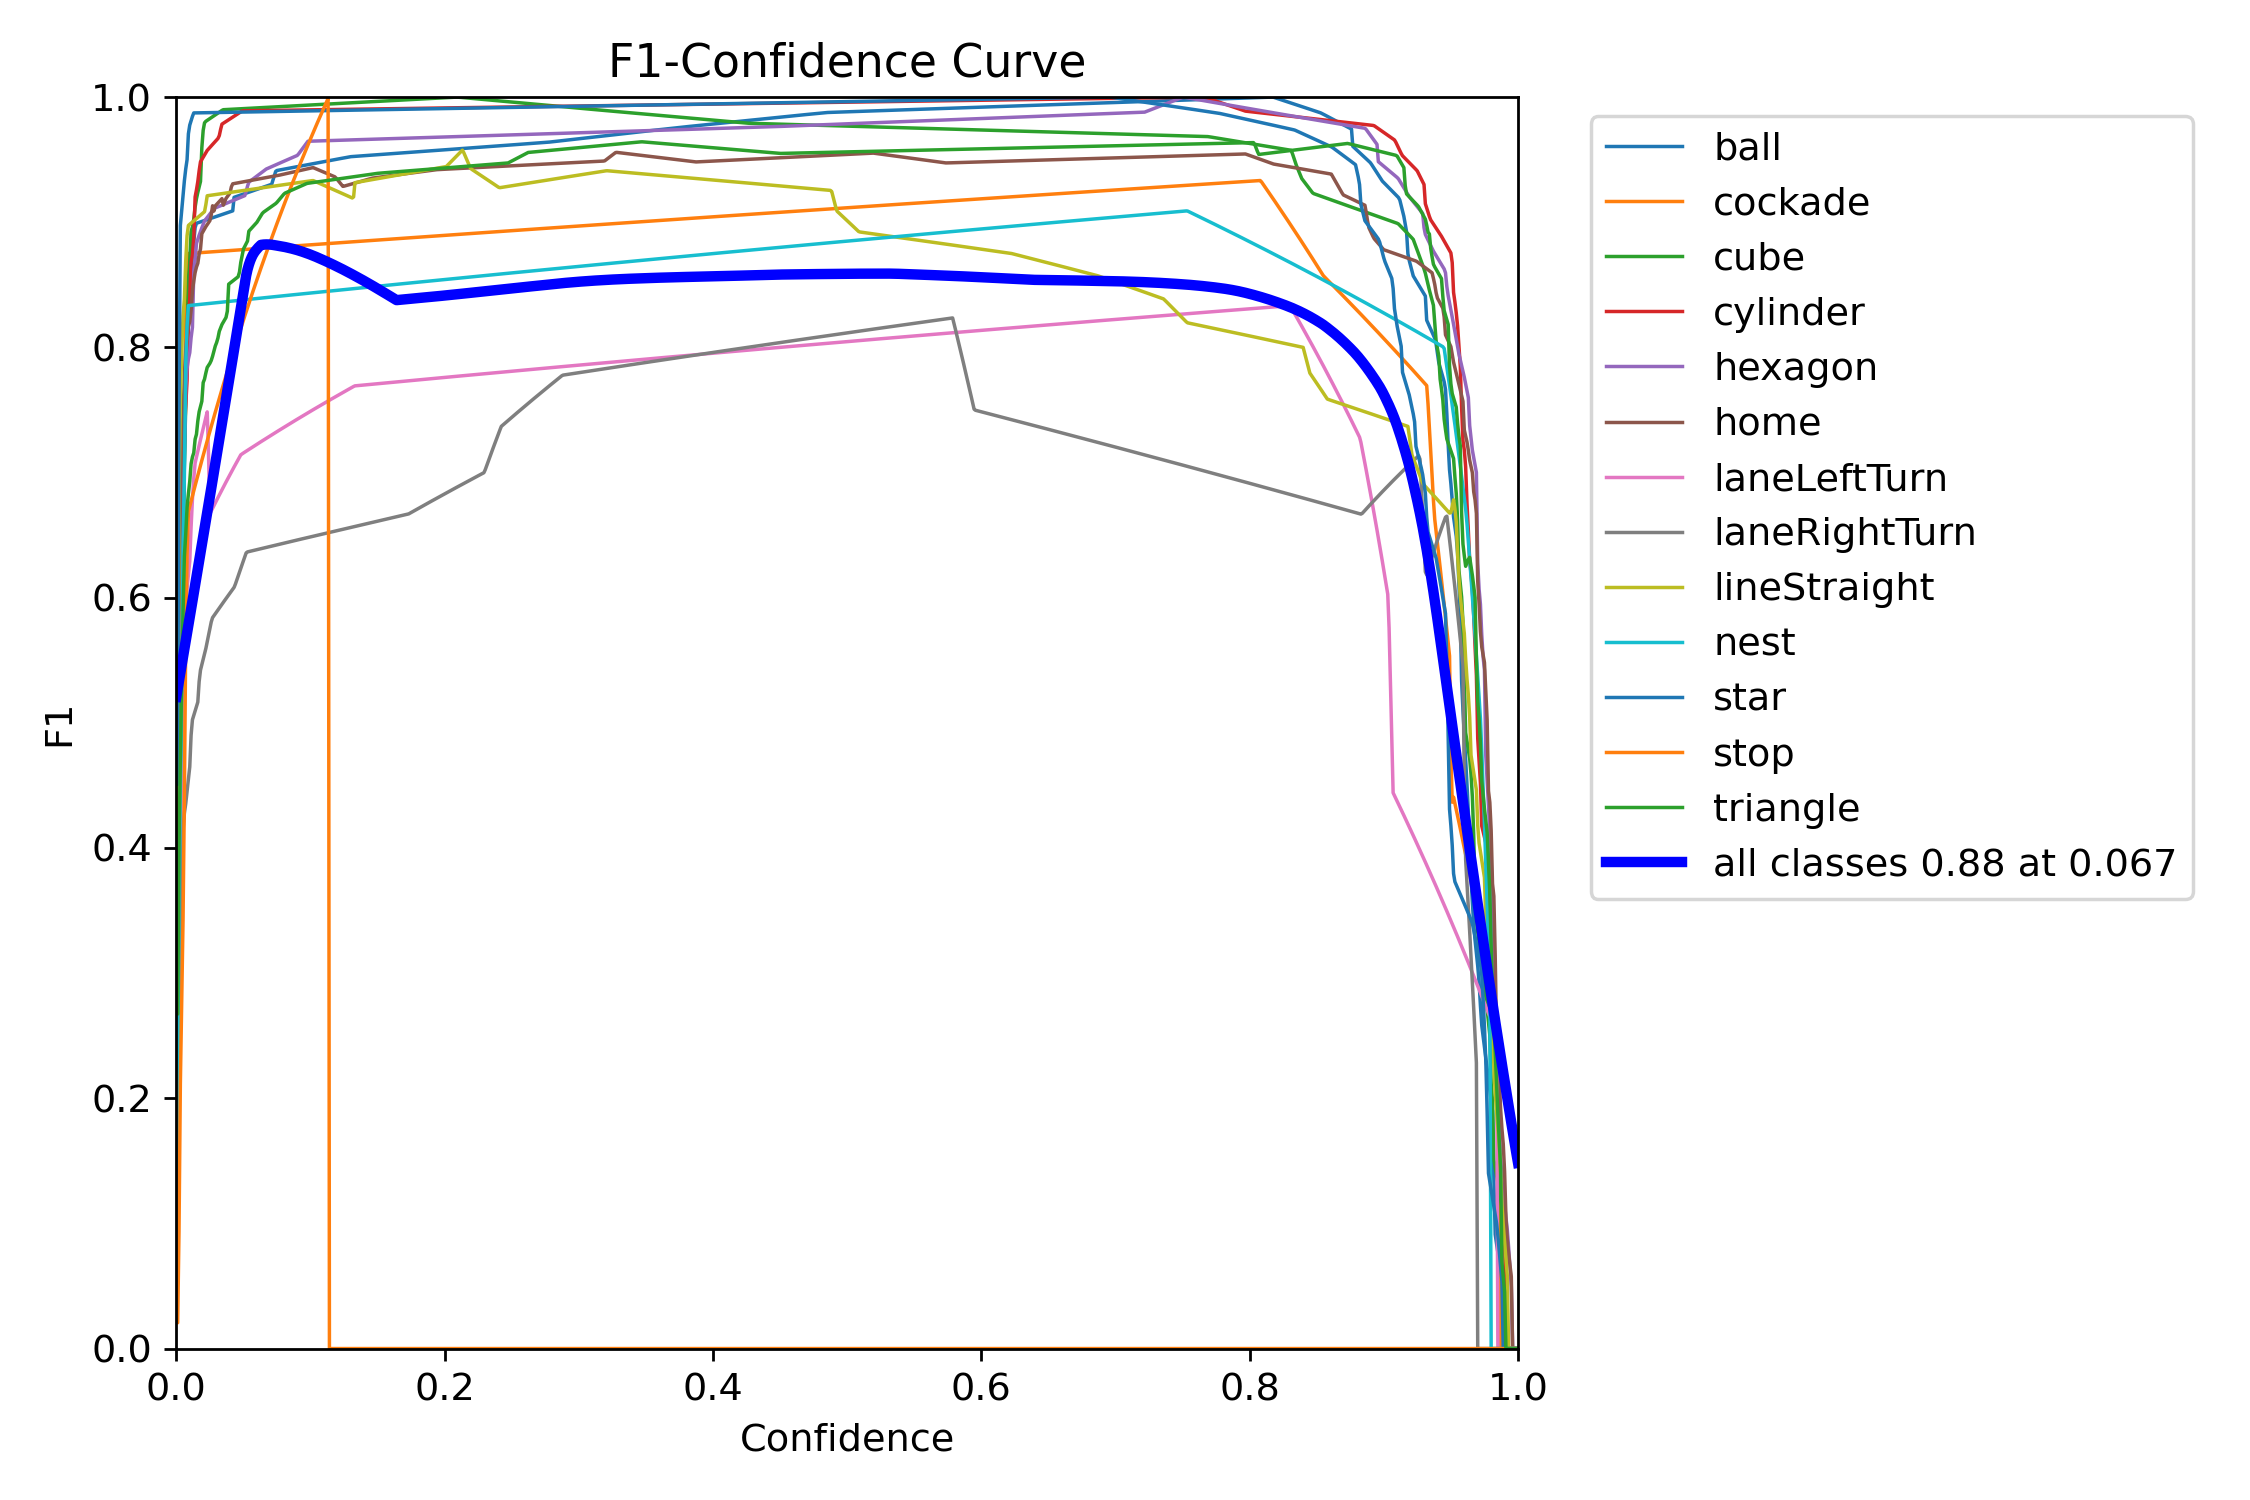 F1-Confidence Curve
1.0
0.8
0.6
0.4
0.2
0.0
F1
0.0 0.2 0.4 0.6 0.8 1.0
Confidence
ball
cockade
cube
cylinder
hexagon
home
laneLeftTurn
laneRightTurn
lineStraight
nest
star
stop
triangle
all classes 0.88 at 0.067